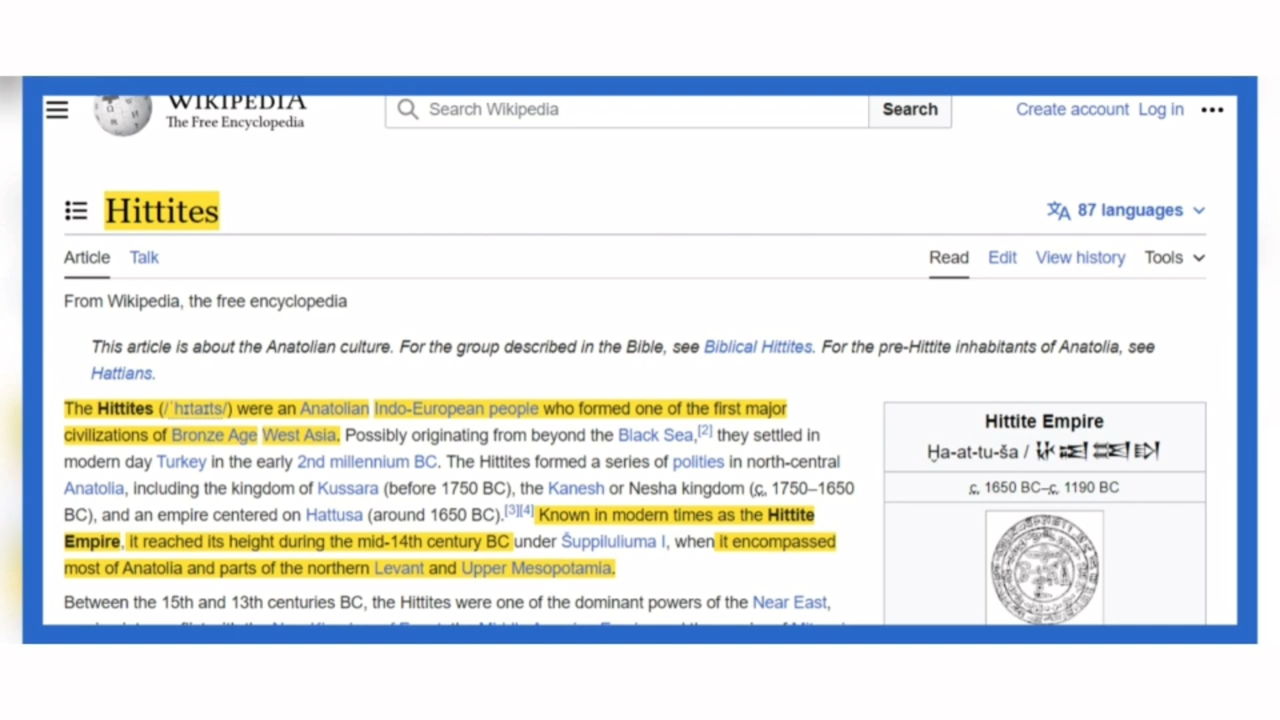 WIKIPEDIA
The Free Encyclopedia
Search Wikipedia
Search
Create account Log in
Hittites
87 languages
Article Talk
Read Edit View history Tools
From Wikipedia, the free encyclopedia
This article is about the Anatolian culture. For the group described in the Bible, see Biblical Hittites. For the pre-Hittite inhabitants of Anatolia, see
Hattians.
The Hittites (/ˈhɪtaɪts/) were an Anatolian Indo-European people who formed one of the first major
civilizations of Bronze Age West Asia. Possibly originating from beyond the Black Sea,[2] they settled in
modern day Turkey in the early 2nd millennium BC. The Hittites formed a series of polities in north-central
Anatolia, including the kingdom of Kussara (before 1750 BC), the Kanesh or Nesha kingdom (c. 1750–1650
BC), and an empire centered on Hattusa (around 1650 BC).[3][4] Known in modern times as the Hittite
Empire, it reached its height during the mid-14th century BC under Šuppiluliuma I, when it encompassed
most of Anatolia and parts of the northern Levant and Upper Mesopotamia.
Between the 15th and 13th centuries BC, the Hittites were one of the dominant powers of the Near East,
Hittite Empire
Ḫa-at-tu-ša /
c. 1650 BC–c. 1190 BC